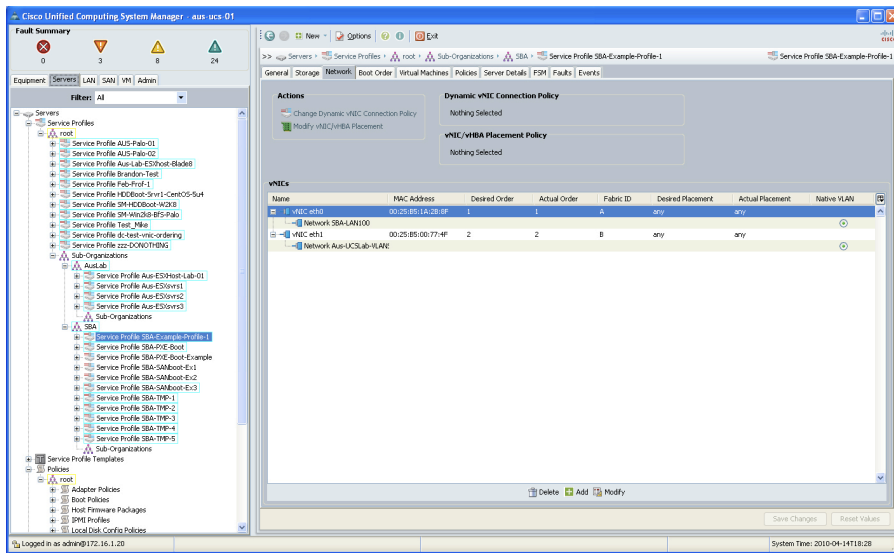 Cisco Unified Computing System Manager - aus-ucs-01
Fault Summary
0 3 8 24
Equipment Servers LAN SAN VM Admin
Filter: All
Servers
Service Profiles
root
Service Profile AUS-Palo-01
Service Profile AUS-Palo-02
Service Profile Aus-Lab-ESXhost-Blade8
Service Profile Brandon-Test
Service Profile Feb-Prof-1
Service Profile HDDBoot-Srvr1-CentOS-5u4
Service Profile SM-HDDBoot-W2K8
Service Profile SM-Win2k8-BfS-Palo
Service Profile Test_Mike
Service Profile dc-test-vnic-ordering
Service Profile zzz-DONOTHING
Sub-Organizations
AusLab
Service Profile Aus-ESXHost-Lab-01
Service Profile Aus-ESXsvrs1
Service Profile Aus-ESXsvrs2
Service Profile Aus-ESXsvrs3
Sub-Organizations
SBA
Service Profile SBA-Example-Profile-1
Service Profile SBA-PXE-Boot
Service Profile SBA-PXE-Boot-Example
Service Profile SBA-SANboot-Ex1
Service Profile SBA-SANboot-Ex2
Service Profile SBA-SANboot-Ex3
Service Profile SBA-TMP-1
Service Profile SBA-TMP-2
Service Profile SBA-TMP-3
Service Profile SBA-TMP-4
Service Profile SBA-TMP-5
Sub-Organizations
Service Profile Templates
Policies
root
Adapter Policies
Boot Policies
Host Firmware Packages
IPMI Profiles
Local Disk Config Policies
New Options Exit
CISCO
>> Servers Service Profiles root Sub-Organizations SBA Service Profile SBA-Example-Profile-1 Service Profile SBA-Example-Profile-1
General Storage Network Boot Order Virtual Machines Policies Server Details FSM Faults Events
Actions
Change Dynamic vNIC Connection Policy
Modify vNIC/vHBA Placement
Dynamic vNIC Connection Policy
Nothing Selected
vNIC/vHBA Placement Policy
Nothing Selected
vNICs
Name MAC Address Desired Order Actual Order Fabric ID Desired Placement Actual Placement Native VLAN
vNIC eth0 00:25:B5:1A:2B:8F 1 1 A any any
Network SBA-LAN100
vNIC eth1 00:25:B5:00:77:4F 2 2 B any any
Network Aus-UCSLab-VLAN
Delete Add Modify
Save Changes Reset Values
Logged in as admin@172.16.1.20
System Time: 2010-04-14T18:28